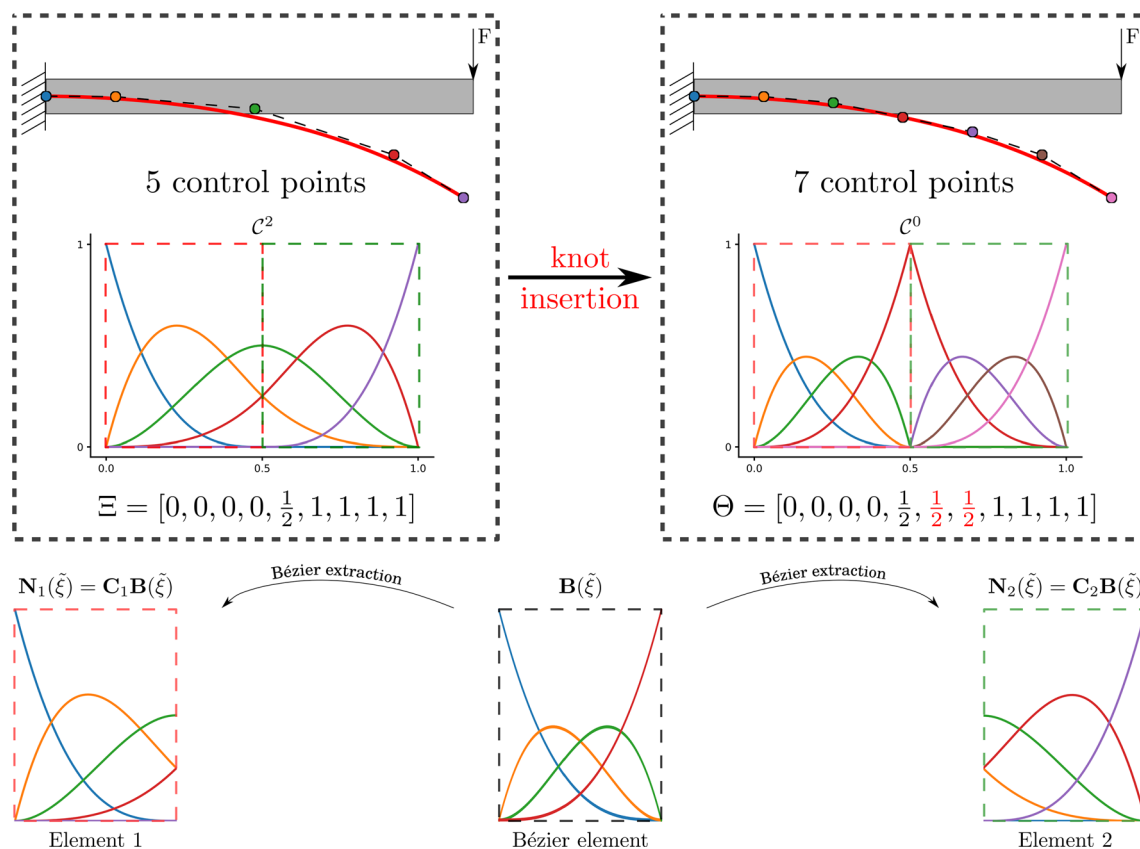 F
5 control points
𝒞²
1
0
0.0 0.5 1.0
Ξ = [0, 0, 0, 0, 1/2, 1, 1, 1, 1]
knot
insertion
F
7 control points
𝒞⁰
1
0
0.0 0.5 1.0
Θ = [0, 0, 0, 0, 1/2, 1/2, 1/2, 1, 1, 1, 1]
N₁(ξ̃) = C₁B(ξ̃)
Bézier extraction
B(ξ̃)
Bézier extraction
N₂(ξ̃) = C₂B(ξ̃)
Element 1
Bézier element
Element 2